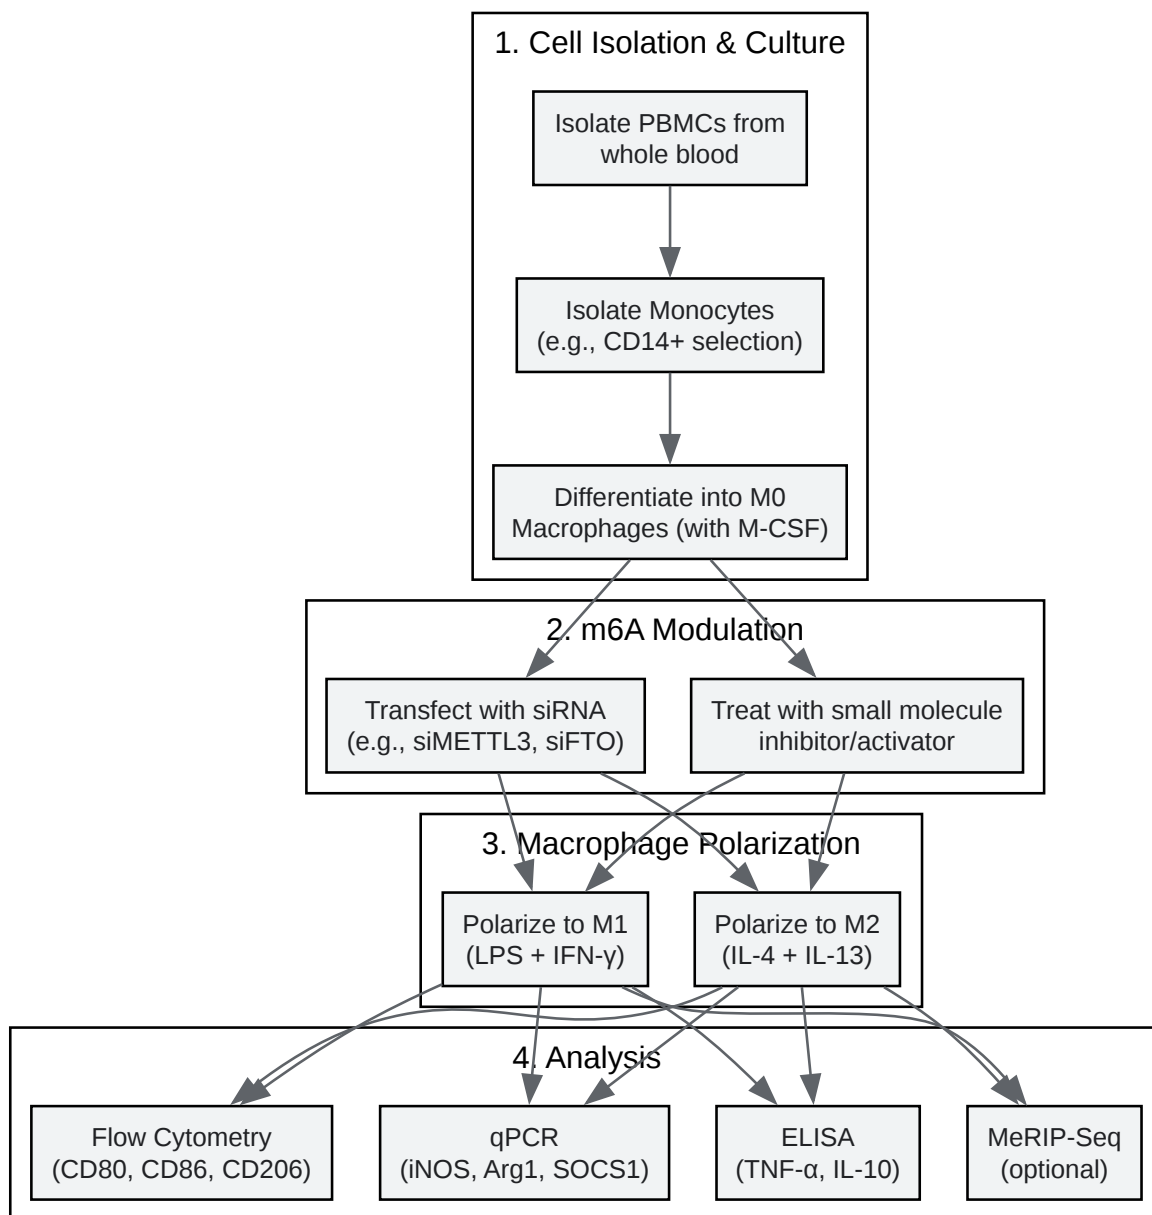 1. Cell Isolation & Culture
Isolate PBMCs from
whole blood
Isolate Monocytes
(e.g., CD14+ selection)
Differentiate into M0
Macrophages (with M-CSF)
2. m6A Modulation
Transfect with siRNA
(e.g., siMETTL3, siFTO)
Treat with small molecule
inhibitor/activator
3. Macrophage Polarization
Polarize to M1
(LPS + IFN-γ)
Polarize to M2
(IL-4 + IL-13)
4. Analysis
Flow Cytometry
(CD80, CD86, CD206)
qPCR
(iNOS, Arg1, SOCS1)
ELISA
(TNF-α, IL-10)
MeRIP-Seq
(optional)